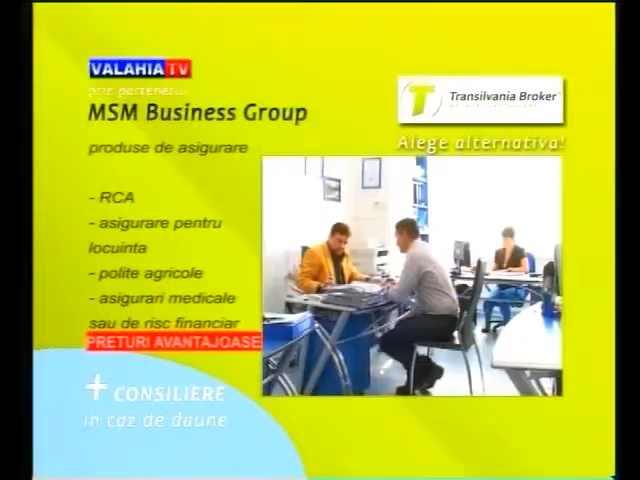 VALAHIA TV
prin partenerul
MSM Business Group
produse de asigurare
- RCA
- asigurare pentru
locuinta
- polite agricole
- asigurari medicale
sau de risc financiar
PRETURI AVANTAJOASE
+ CONSILIERE
in caz de daune
T Transilvania Broker
Alege alternativa!